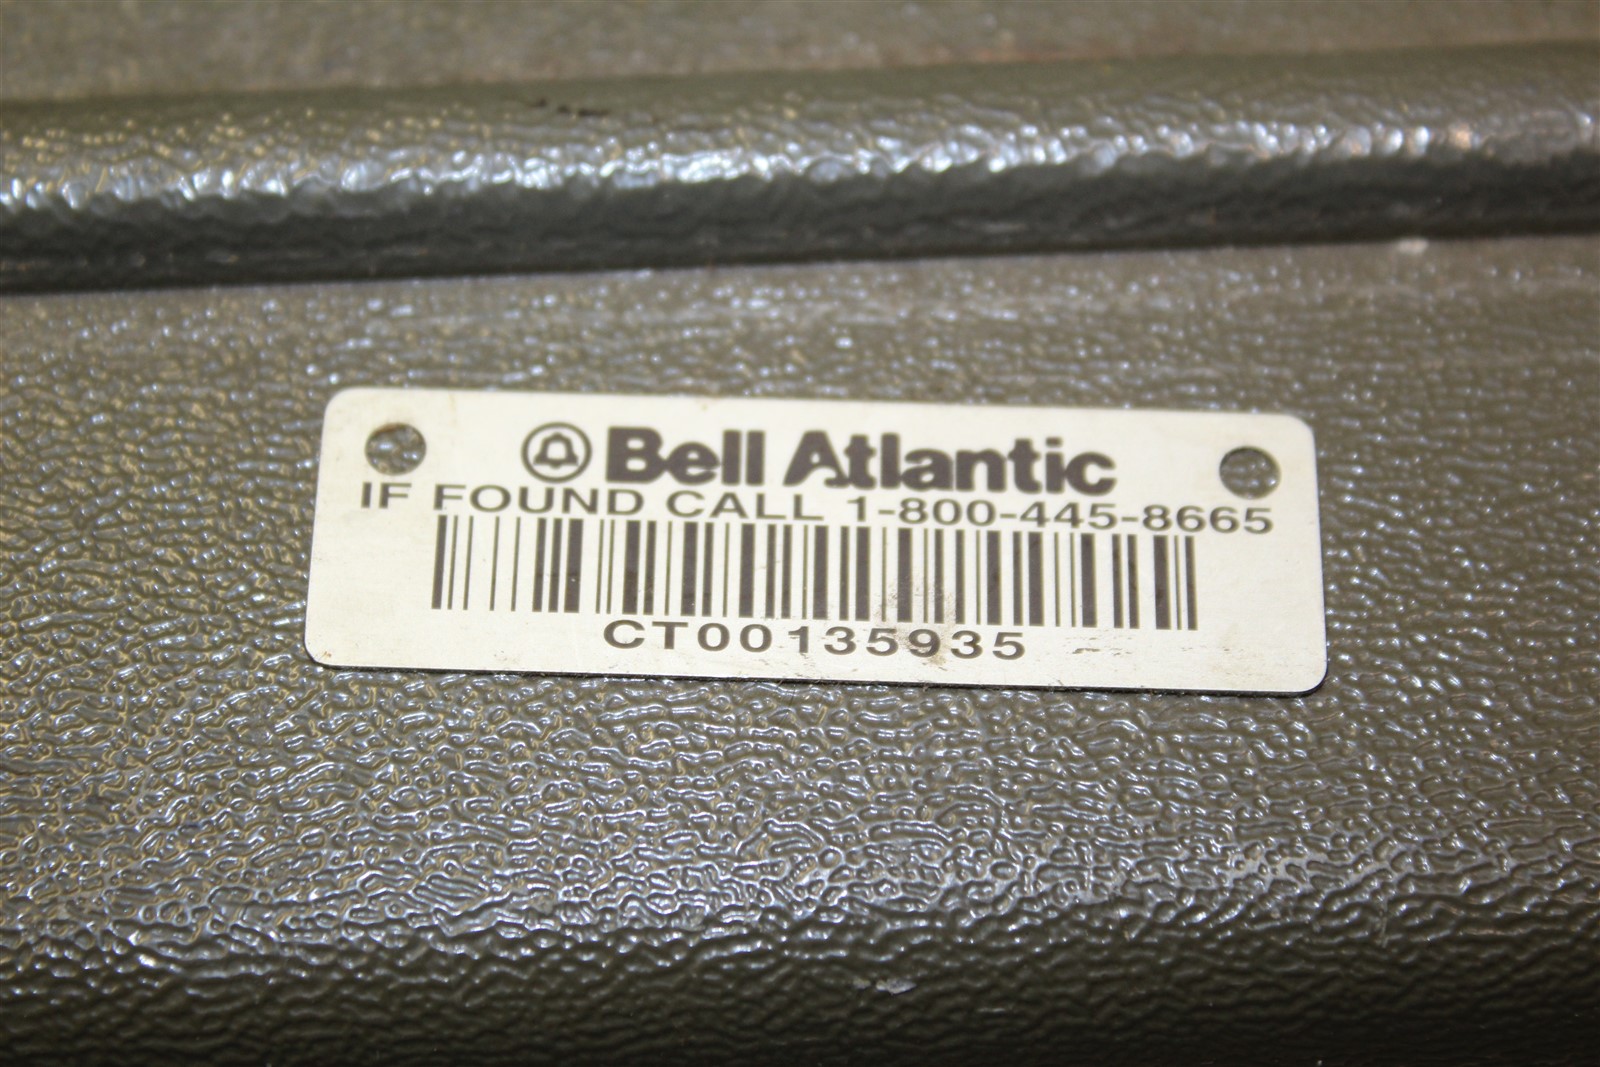 Bell Atlantic
IF FOUND CALL 1-800-445-8665
CT00135935